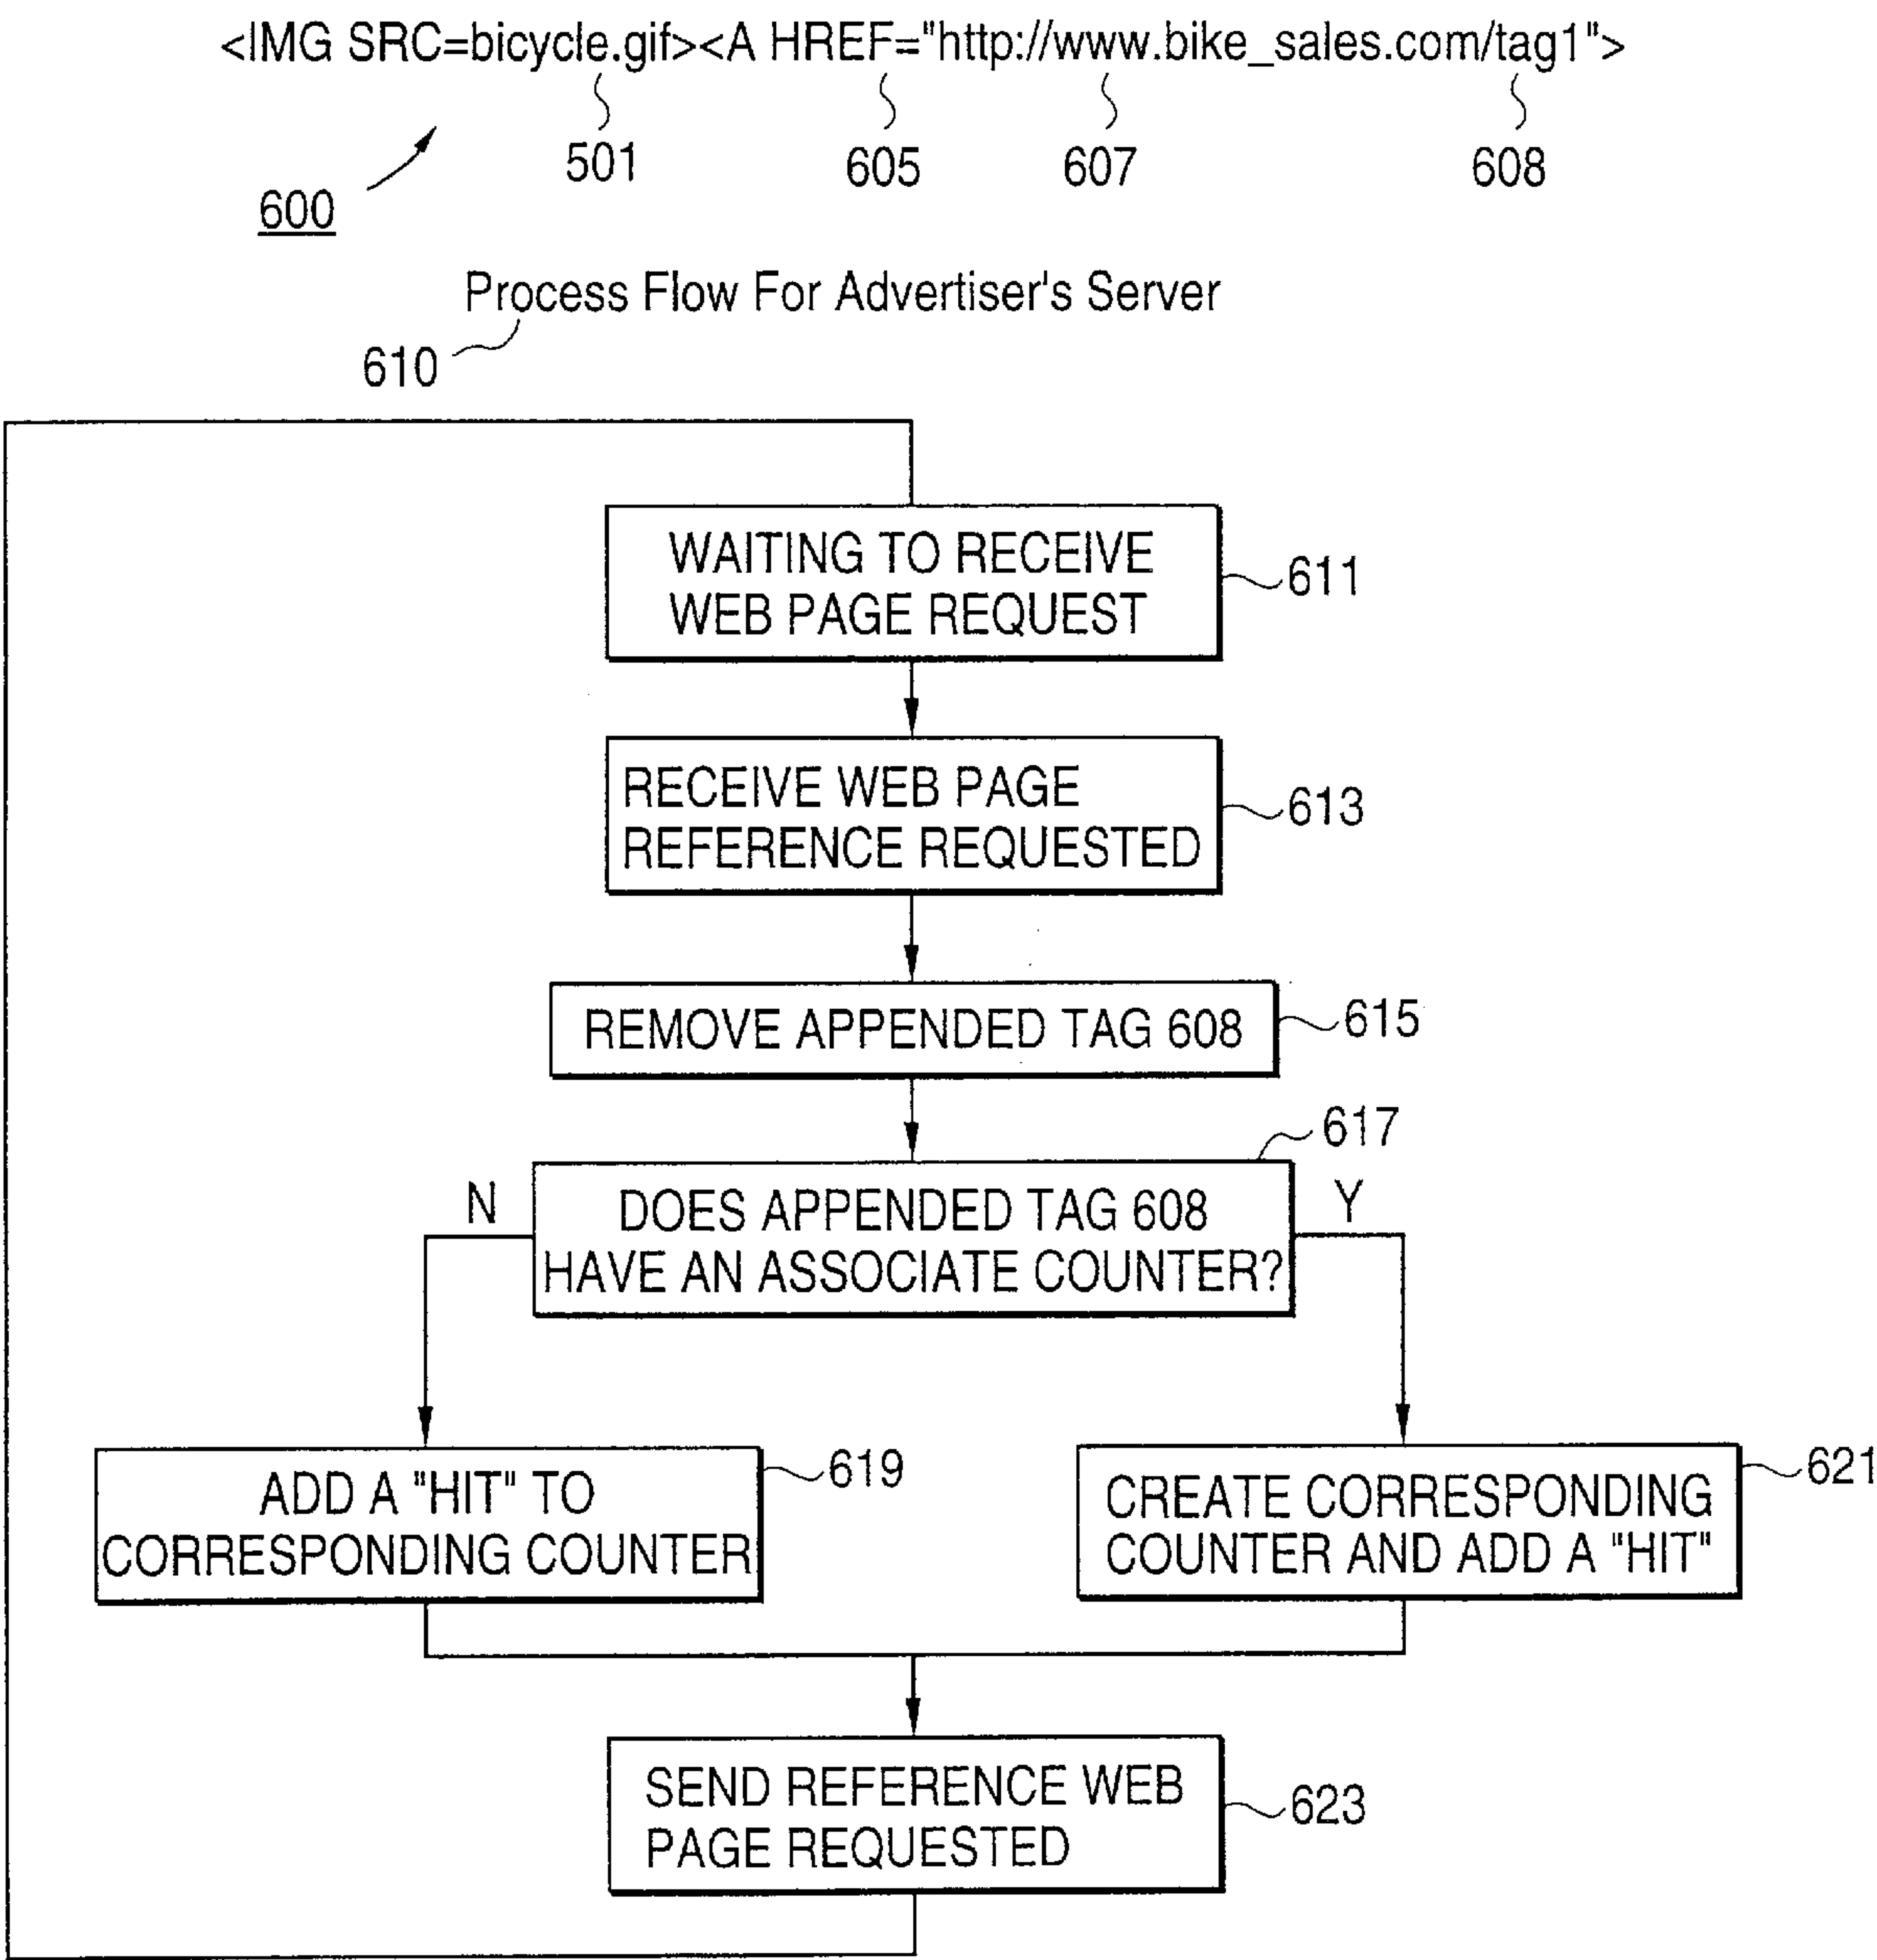 <IMG SRC=bicycle.gif><A HREF="http://www.bike_sales.com/tag1">
501
605
607
608
600
Process Flow For Advertiser's Server
610
WAITING TO RECEIVE
WEB PAGE REQUEST
611
RECEIVE WEB PAGE
REFERENCE REQUESTED
613
REMOVE APPENDED TAG 608
615
617
N
DOES APPENDED TAG 608
HAVE AN ASSOCIATE COUNTER?
Y
ADD A "HIT" TO
CORRESPONDING COUNTER
619
CREATE CORRESPONDING
COUNTER AND ADD A "HIT"
621
SEND REFERENCE WEB
PAGE REQUESTED
623